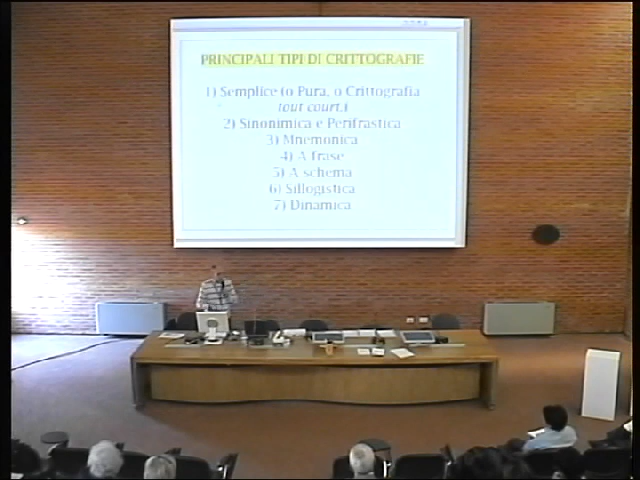 PRINCIPALI TIPI DI CRITTOGRAFIE
1) Semplice (o Pura, o Crittografia
tout court.)
2) Sinonimica e Perifrastica
3) Mnemonica
4) A frase
5) A schema
6) Sillogistica
7) Dinamica